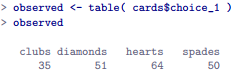 > observed <- table( cards$choice_1 )
> observed
clubs diamonds hearts spades
35 51 64 50